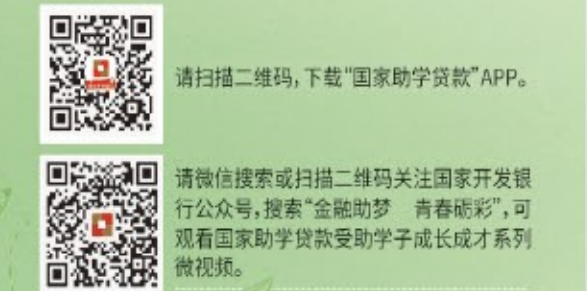 请扫描二维码，下载“国家助学贷款”APP。
请微信搜索或扫描二维码关注国家开发银
行公众号，搜索“金融助梦　青春砺彩”，可
观看国家助学贷款受助学子成长成才系列
微视频。